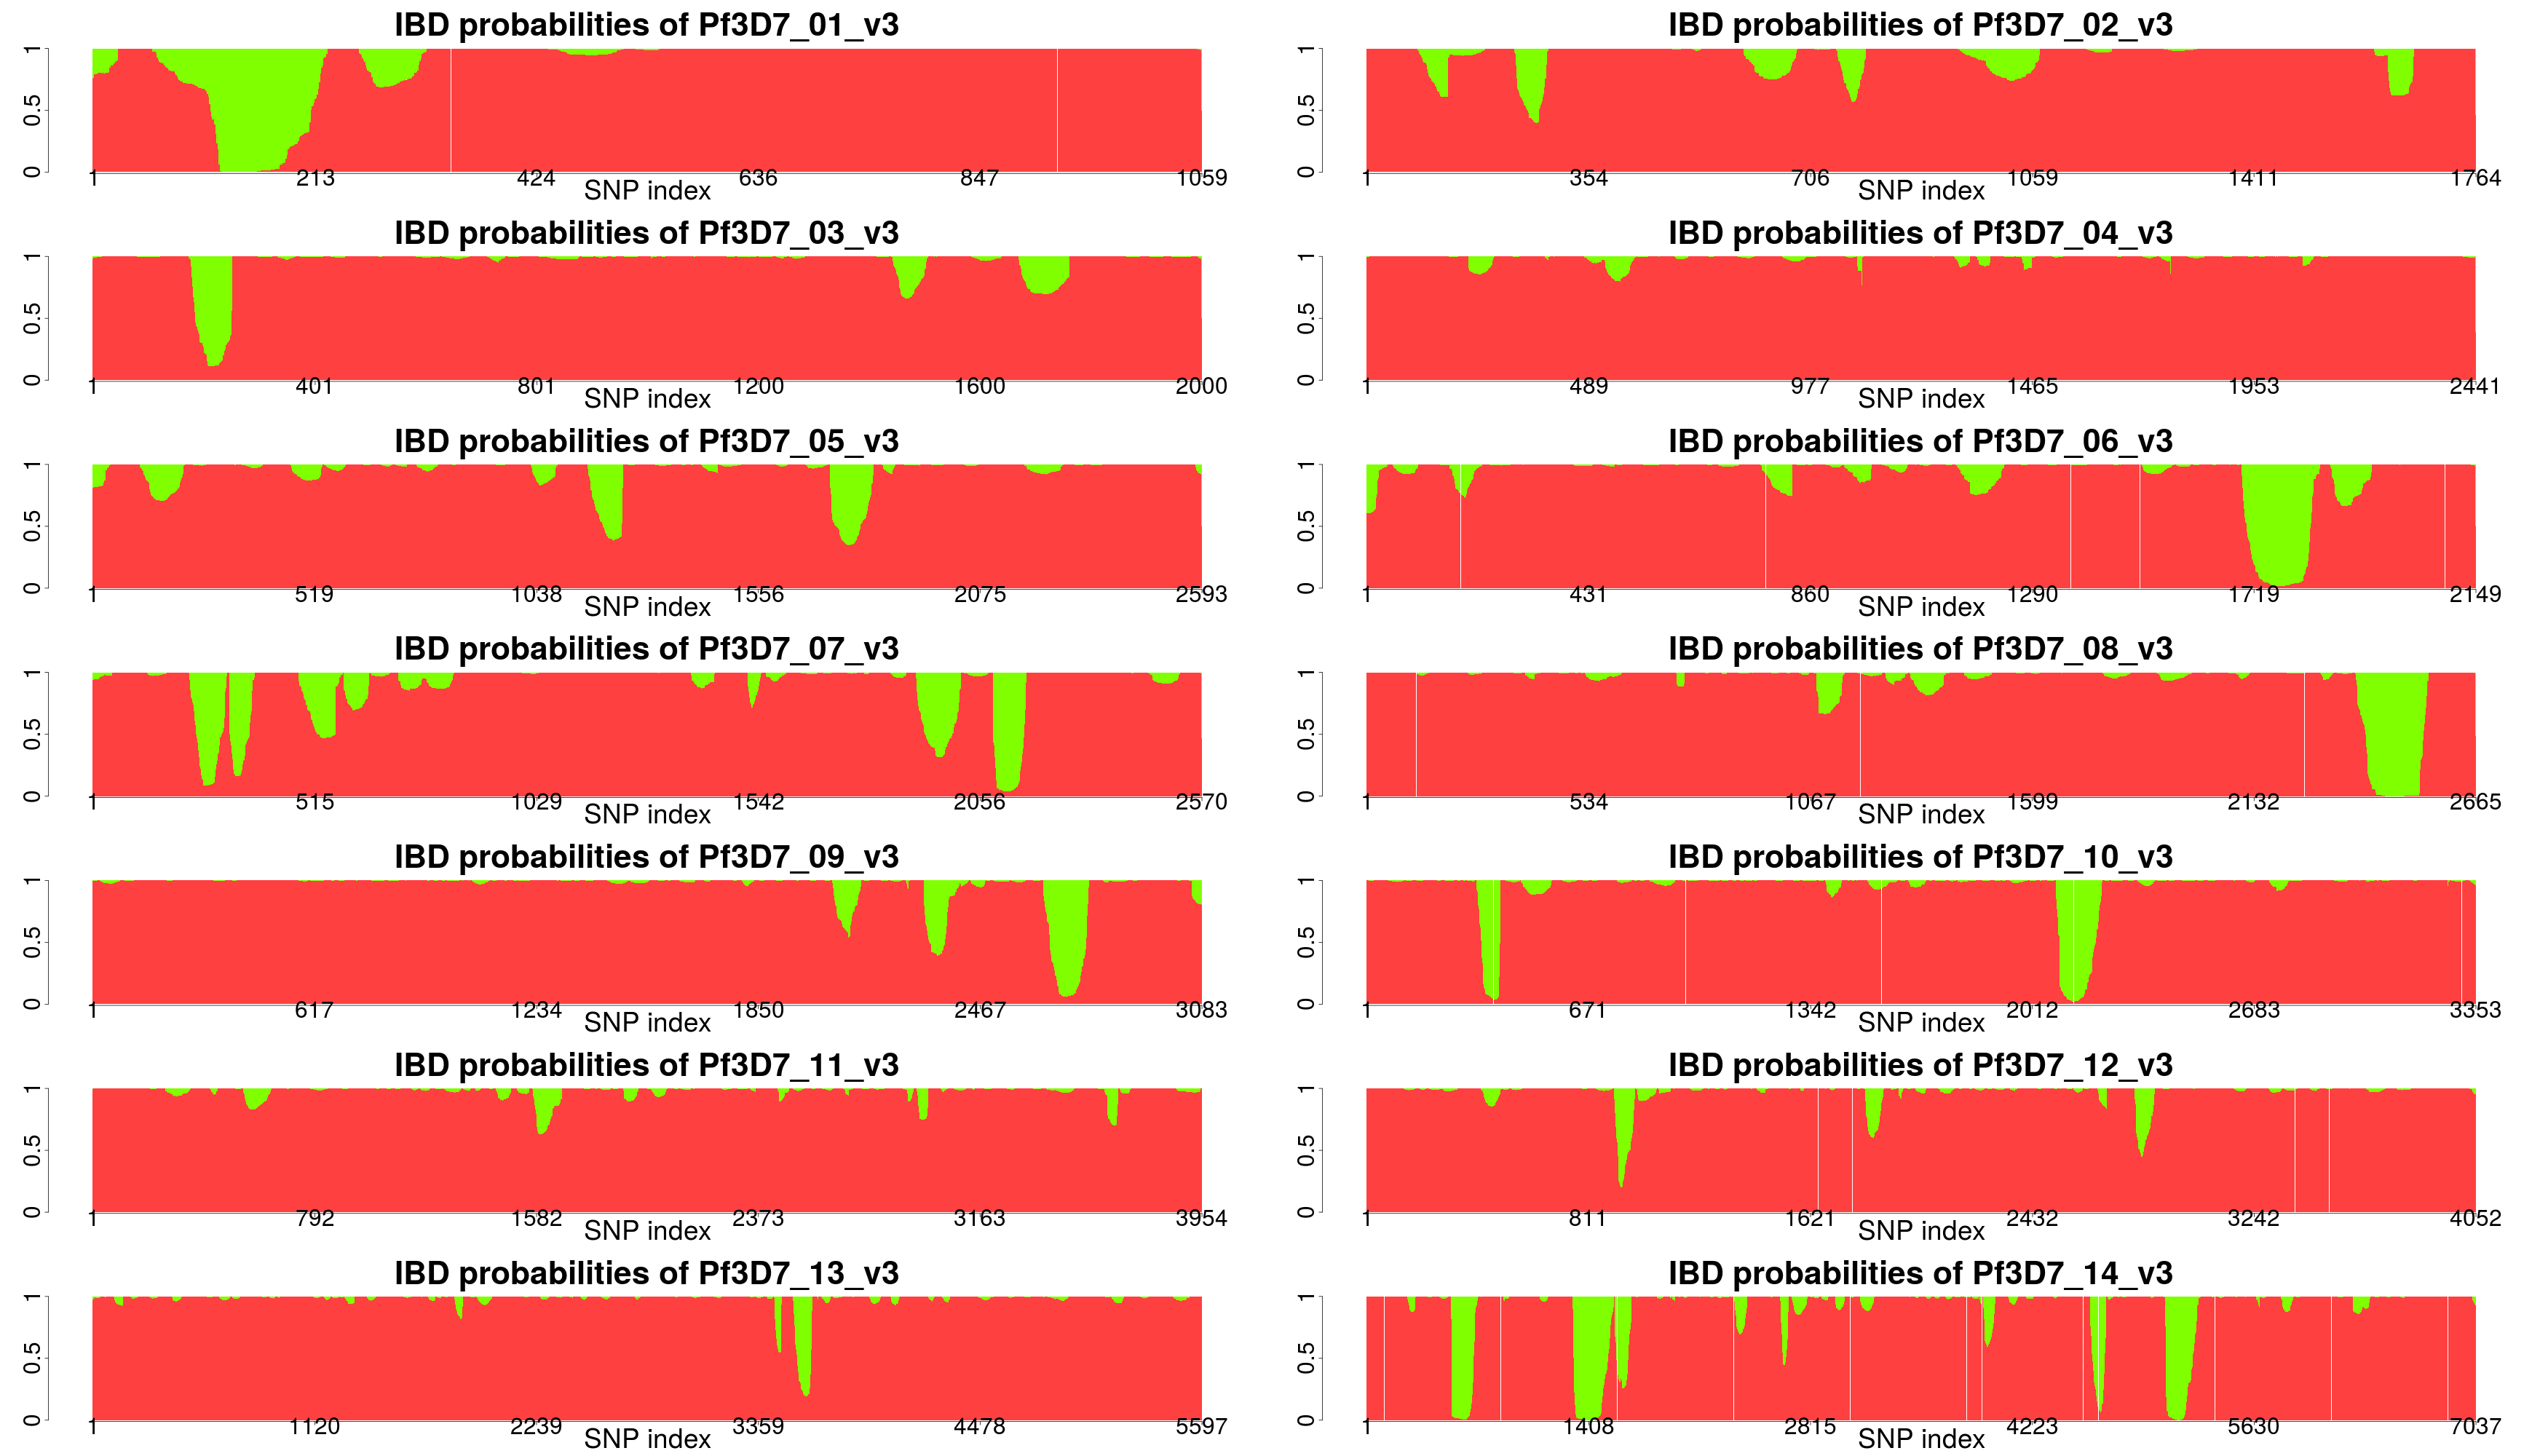 IBD probabilities of Pf3D7_01_v3
1
0.5
0
1 213 424 636 847 1059
SNP index
IBD probabilities of Pf3D7_02_v3
1
0.5
0
1 354 706 1059 1411 1764
SNP index
IBD probabilities of Pf3D7_03_v3
1
0.5
0
1 401 801 1200 1600 2000
SNP index
IBD probabilities of Pf3D7_04_v3
1
0.5
0
1 489 977 1465 1953 2441
SNP index
IBD probabilities of Pf3D7_05_v3
1
0.5
0
1 519 1038 1556 2075 2593
SNP index
IBD probabilities of Pf3D7_06_v3
1
0.5
0
1 431 860 1290 1719 2149
SNP index
IBD probabilities of Pf3D7_07_v3
1
0.5
0
1 515 1029 1542 2056 2570
SNP index
IBD probabilities of Pf3D7_08_v3
1
0.5
0
1 534 1067 1599 2132 2665
SNP index
IBD probabilities of Pf3D7_09_v3
1
0.5
0
1 617 1234 1850 2467 3083
SNP index
IBD probabilities of Pf3D7_10_v3
1
0.5
0
1 671 1342 2012 2683 3353
SNP index
IBD probabilities of Pf3D7_11_v3
1
0.5
0
1 792 1582 2373 3163 3954
SNP index
IBD probabilities of Pf3D7_12_v3
1
0.5
0
1 811 1621 2432 3242 4052
SNP index
IBD probabilities of Pf3D7_13_v3
1
0.5
0
1 1120 2239 3359 4478 5597
SNP index
IBD probabilities of Pf3D7_14_v3
1
0.5
0
1 1408 2815 4223 5630 7037
SNP index